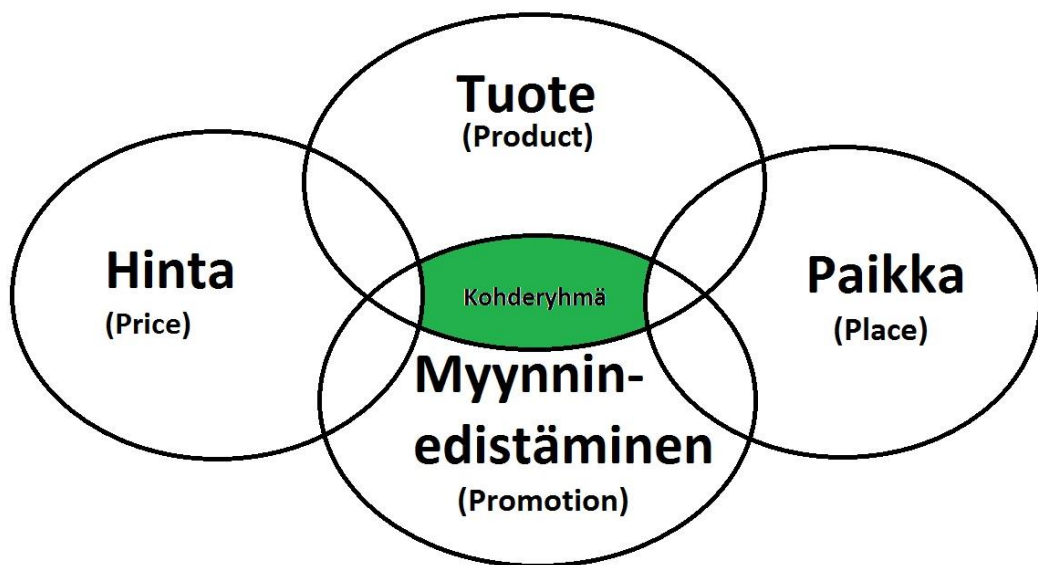 Tuote
(Product)
Hinta
(Price)
Kohderyhmä
Paikka
(Place)
Myynnin-
edistäminen
(Promotion)